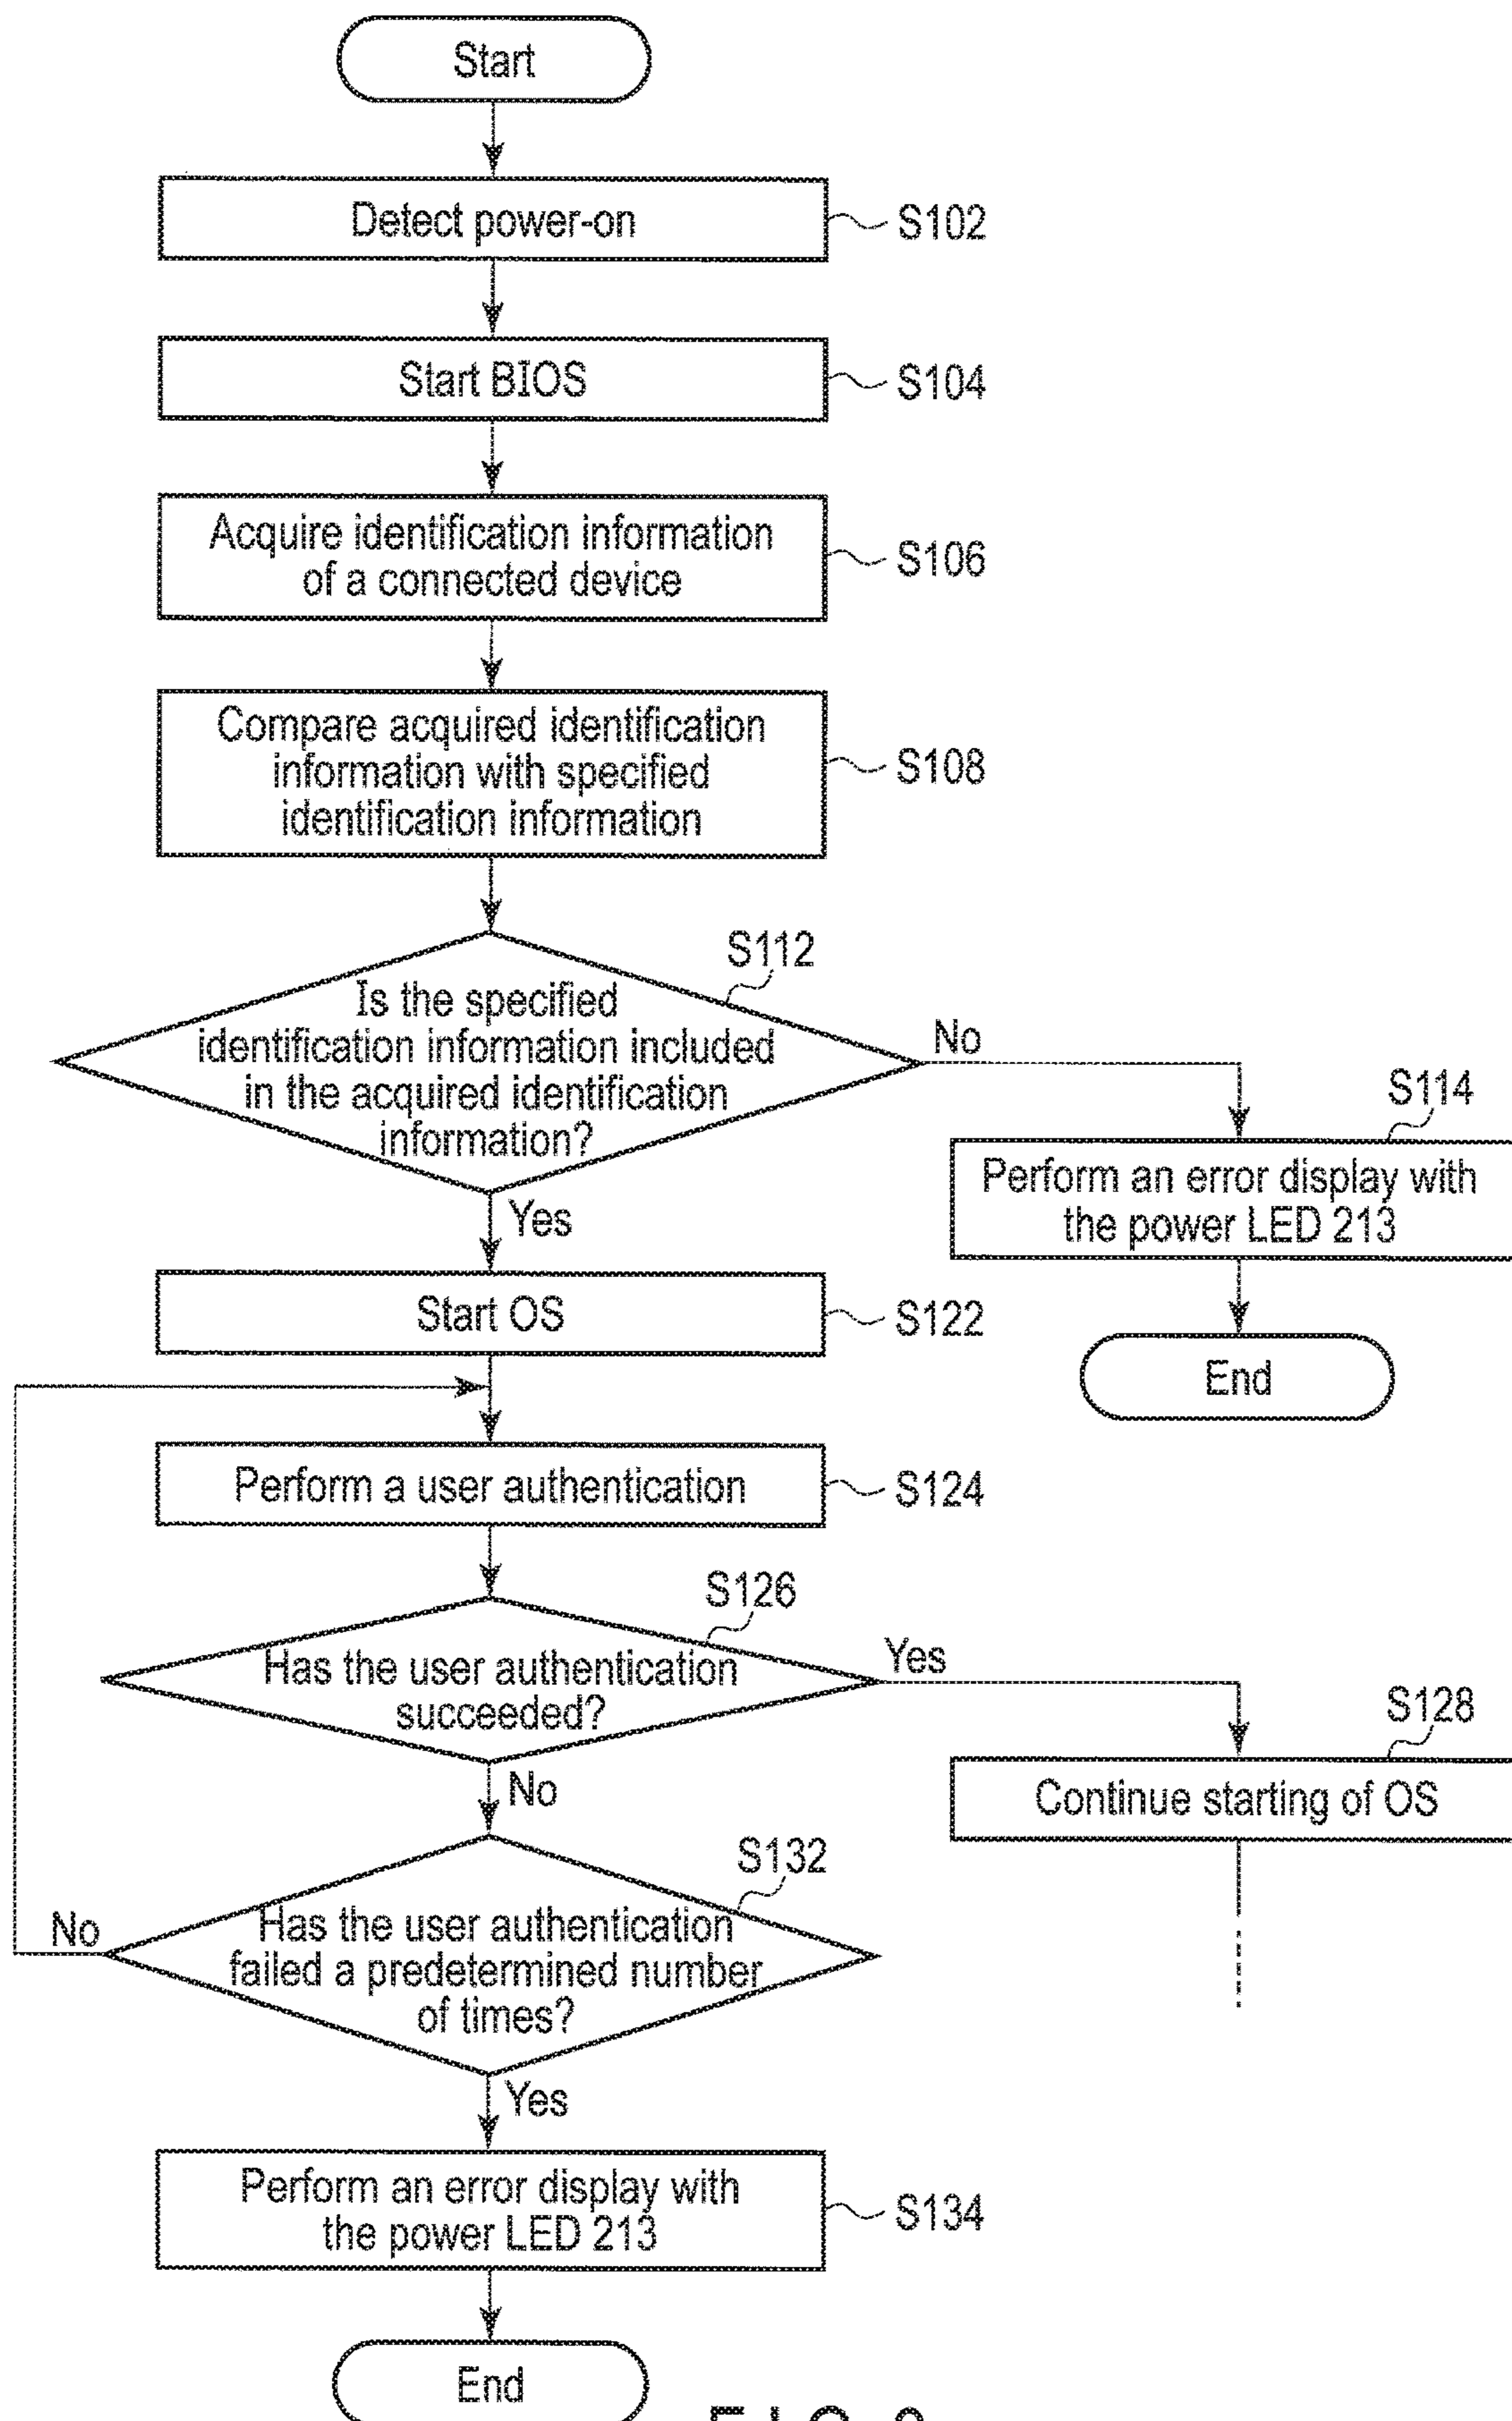 Start
Detect power-on
S102
Start BIOS
S104
Acquire identification information
of a connected device
S106
Compare acquired identification
information with specified
identification information
S108
S112
Is the specified
identification information included
in the acquired identification
information?
No
S114
Perform an error display with
the power LED 213
End
Yes
Start OS
S122
Perform a user authentication
S124
S126
Has the user authentication
succeeded?
Yes
S128
Continue starting of OS
No
S132
Has the user authentication
failed a predetermined number
of times?
No
Yes
Perform an error display with
the power LED 213
S134
End